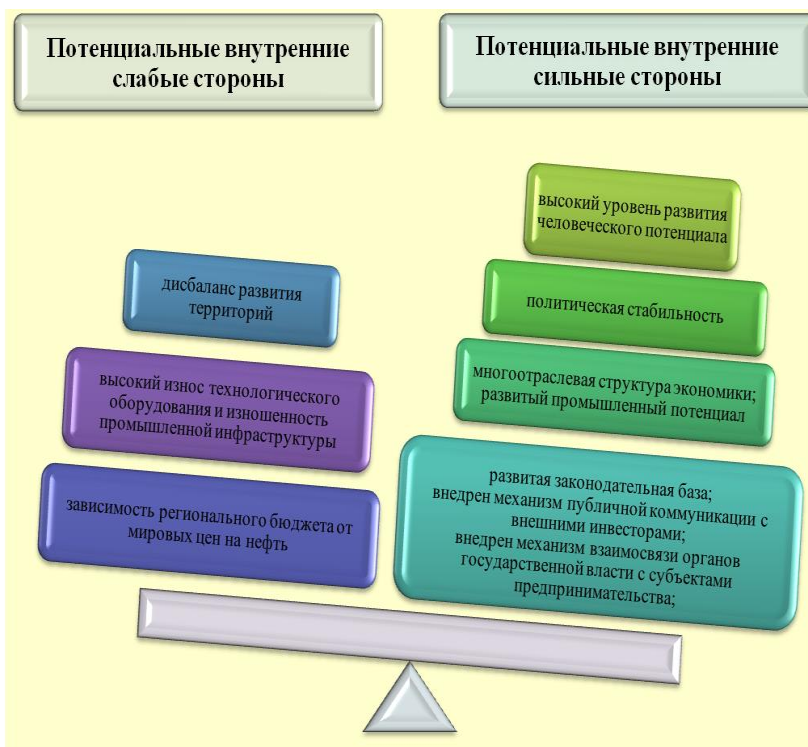 Потенциальные внутренние
слабые стороны
Потенциальные внутренние
сильные стороны
дисбаланс развития
территорий
высокий износ технологического
оборудования и изношенность
промышленной инфраструктуры
зависимость регионального бюджета от
мировых цен на нефть
высокий уровень развития
человеческого потенциала
политическая стабильность
многоотраслевая структура экономики;
развитый промышленный потенциал
развитая законодательная база;
внедрен механизм публичной коммуникации с
внешними инвесторами;
внедрен механизм взаимосвязи органов
государственной власти с субъектами
предпринимательства;